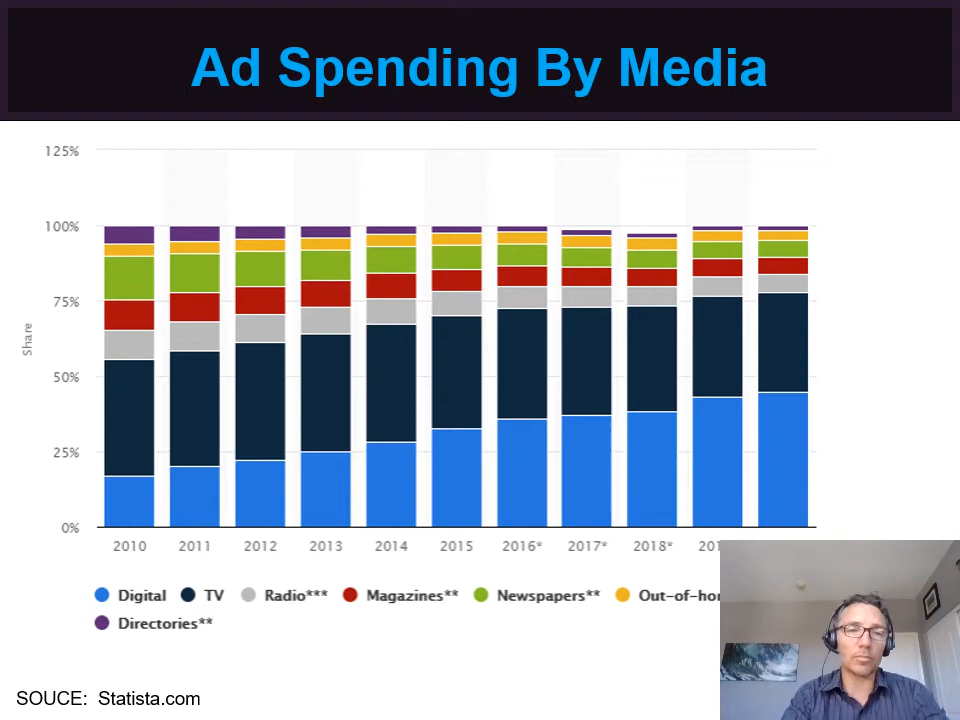 Ad Spending By Media
125%
100%
75%
50%
25%
0%
Share
2010 2011 2012 2013 2014 2015 2016* 2017* 2018*
Digital TV Radio*** Magazines** Newspapers**
Directories**
SOUCE: Statista.com